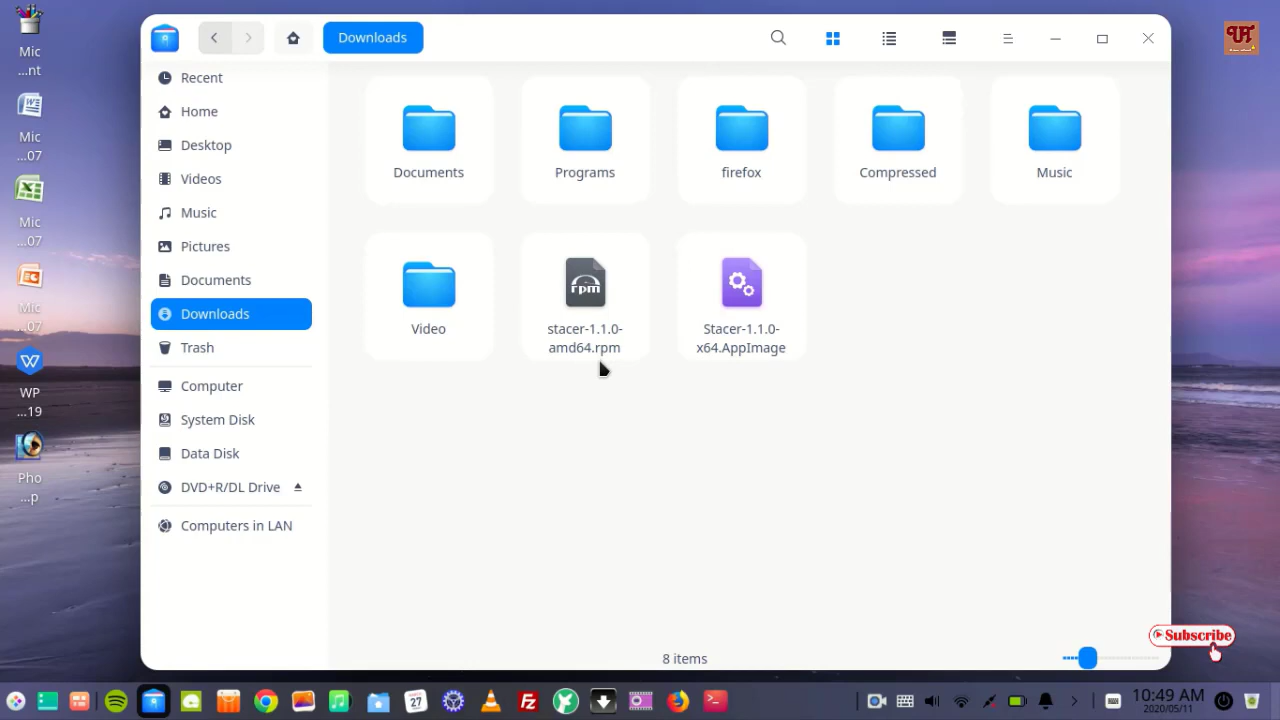 Mic
...nt
Mic
...07
Mic
...07
Mic
...07
WP
...19
Pho
...p
Downloads
Recent
Home
Desktop
Videos
Music
Pictures
Documents
Downloads
Trash
Computer
System Disk
Data Disk
DVD+R/DL Drive
Computers in LAN
Documents
Programs
firefox
Compressed
Music
Video
rpm
stacer-1.1.0-
amd64.rpm
Stacer-1.1.0-
x64.AppImage
8 items
Subscribe
27
10:49 AM
2020/05/11